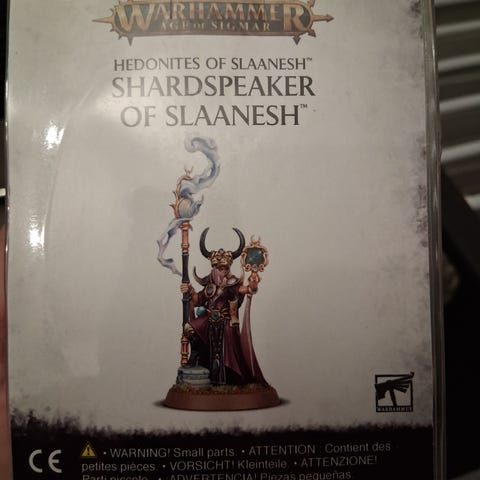 WARHAMMER
AGE OF SIGMAR
HEDONITES OF SLAANESH™
SHARDSPEAKER
OF SLAANESH™
WARHAMMER
CE ⚠ • WARNING! Small parts. • ATTENTION : Contient des
petites pièces. • VORSICHT! Kleinteile. • ATTENZIONE!
Parti piccole. • ADVERTENCIA! Piezas pequeñas